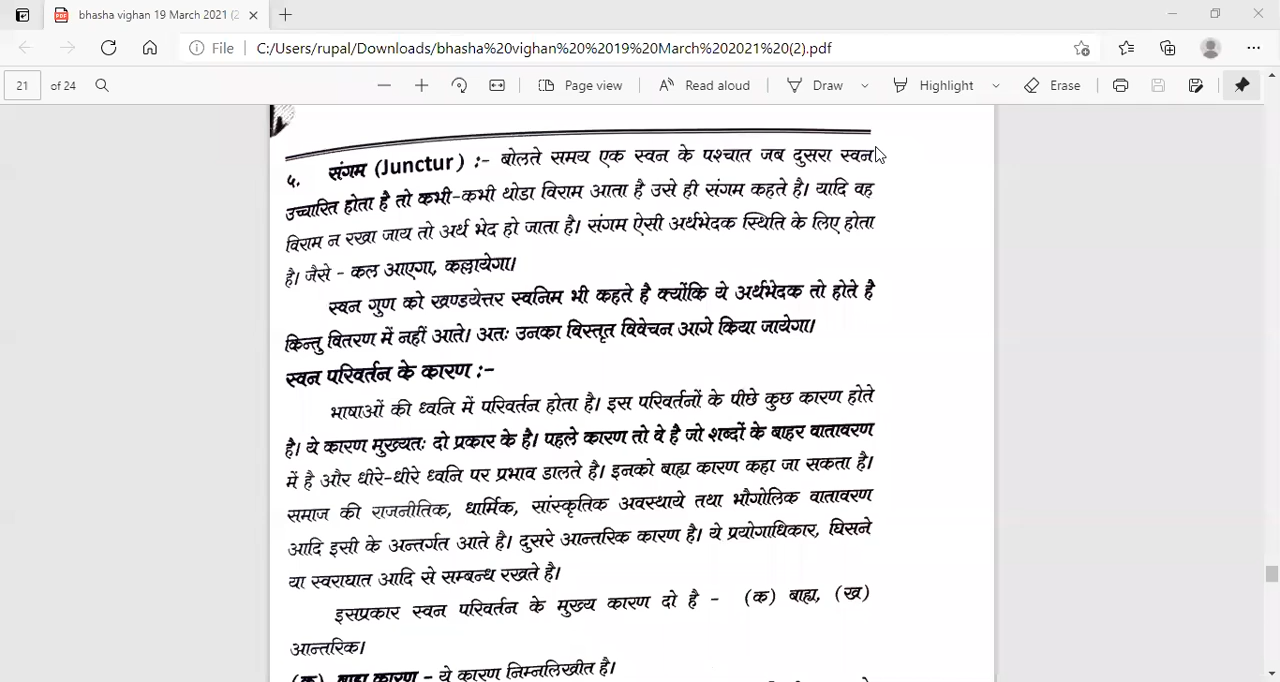 bhasha vighan 19 March 2021 (2
File C:/Users/rupal/Downloads/bhasha%20vighan%20%2019%20March%202021%20(2).pdf
21 of 24 Page view Read aloud Draw Highlight Erase
५. संगम (Junctur) :- बोलते समय एक स्वन के पश्चात जब दुसरा स्वन
उच्चारित होता है तो कभी-कभी थोडा विराम आता है उसे ही संगम कहते है। यादि वह
विराम न रखा जाय तो अर्थ भेद हो जाता है। संगम ऐसी अर्थभेदक स्थिति के लिए होता
है। जैसे - कल आएगा, कल्लायेगा।
स्वन गुण को खण्डयेत्तर स्वनिम भी कहते है क्योंकि ये अर्थभेदक तो होते है
किन्तु वितरण में नहीं आते। अतः उनका विस्तृत विवेचन आगे किया जायेगा।
स्वन परिवर्तन के कारण :-
भाषाओं की ध्वनि में परिवर्तन होता है। इस परिवर्तनों के पीछे कुछ कारण होते
है। ये कारण मुख्यतः दो प्रकार के है। पहले कारण तो वे है जो शब्दों के बाहर वातावरण
में है और धीरे-धीरे ध्वनि पर प्रभाव डालते है। इनको बाह्य कारण कहा जा सकता है।
समाज की राजनीतिक, धार्मिक, सांस्कृतिक अवस्थाये तथा भौगोलिक वातावरण
आदि इसी के अन्तर्गत आते है। दुसरे आन्तरिक कारण है। ये प्रयोगाधिकार, घिसने
या स्वराघात आदि से सम्बन्ध रखते है।
इसप्रकार स्वन परिवर्तन के मुख्य कारण दो है - (क) बाह्य, (ख)
आन्तरिक।
(क) बाह्य कारण - ये कारण निम्नलिखीत है।